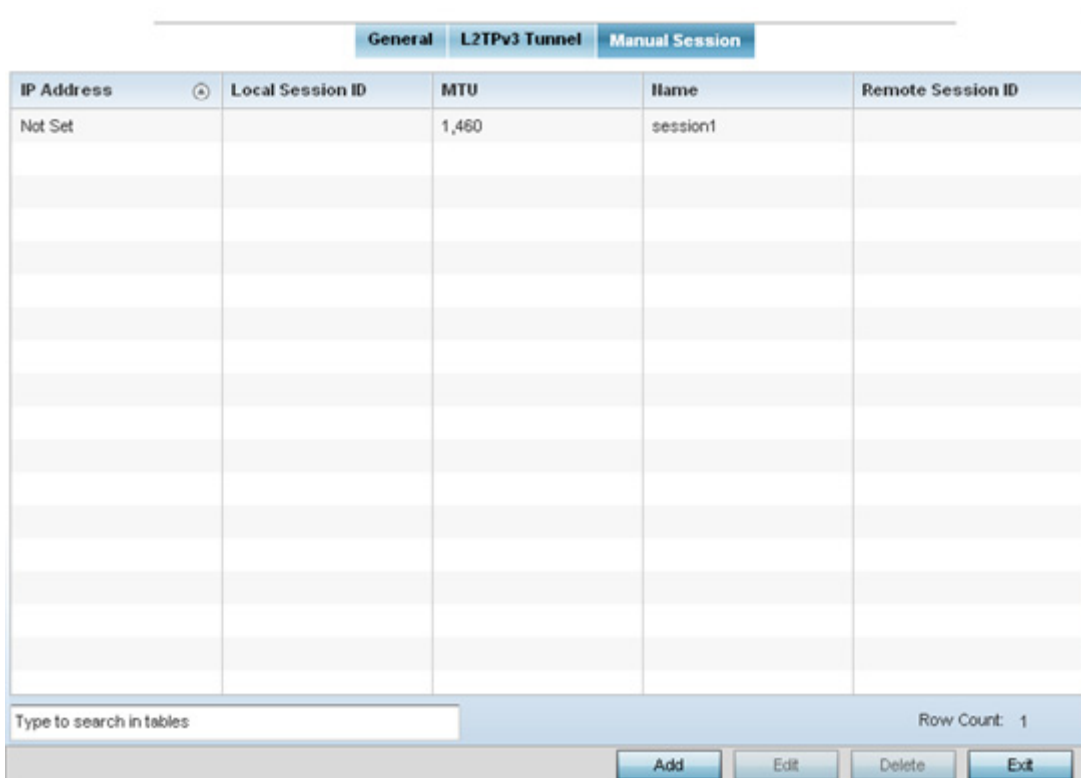 General L2TPv3 Tunnel Manual Session
IP Address Local Session ID MTU Name Remote Session ID
Not Set 1,460 session1
Type to search in tables Row Count: 1
Add Edit Delete Exit